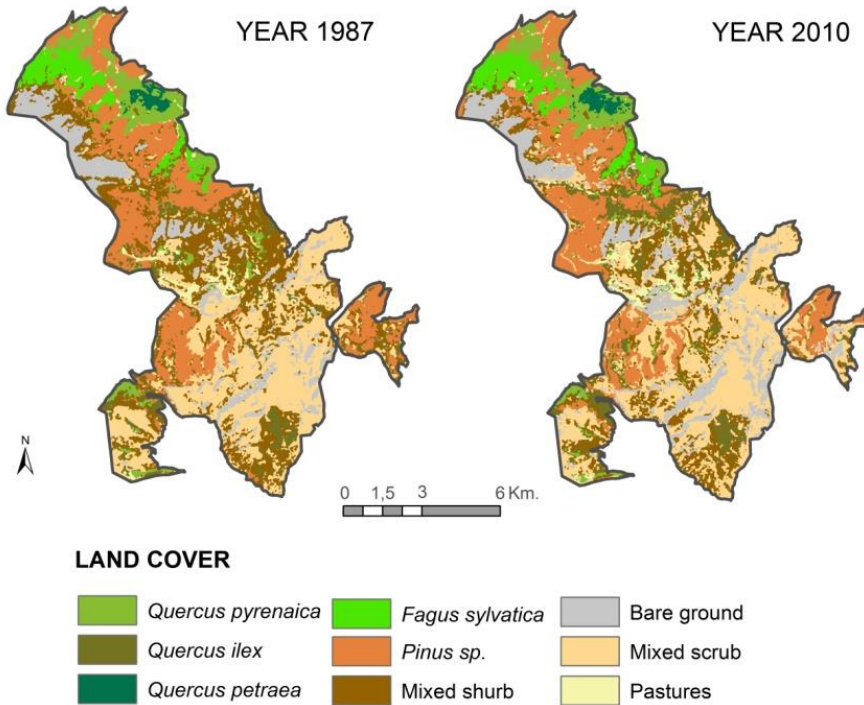 YEAR 1987
YEAR 2010
N
0 1,5 3 6 Km.
LAND COVER
Quercus pyrenaica
Fagus sylvatica
Bare ground
Quercus ilex
Pinus sp.
Mixed scrub
Quercus petraea
Mixed shurb
Pastures